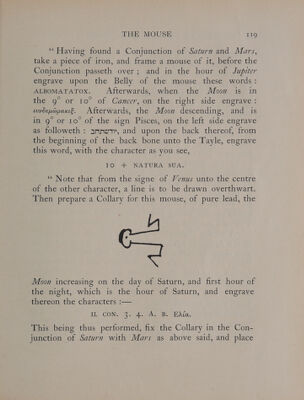 THE MOUSE 119
“Having found a Conjunction of Saturn and Mars,
take a piece of iron, and frame a mouse of it, before the
Conjunction passeth over ; and in the hour of Jupiter
engrave upon the Belly of the mouse these words :
ALBOMATATOX. Afterwards, when the Moon is in
the 9° or 10° of Cancer, on the right side engrave :
Afterwards, the Moon descending, and is
in 9° or 10° of the sign Pisces, on the left side engrave
as followeth : and upon the back thereof, from
the beginning of the back bone unto the Tayle, engrave
this word, with the character as you see,
10 + NATURA SUA.
“ Note that from the signe of Venus unto the centre
of the other character, a line is to be drawn overthwart.
Then prepare a Collary for this mouse, of pure lead, the
Moon increasing on the day of Saturn, and first hour of
the night, which is the hour of Saturn, and engrave
thereon the characters :—
II. CON. 3. 4. A. B. Ελία.
This being thus performed, fix the Collary in the Con-
junction of Saturn with Mars as above said, and place